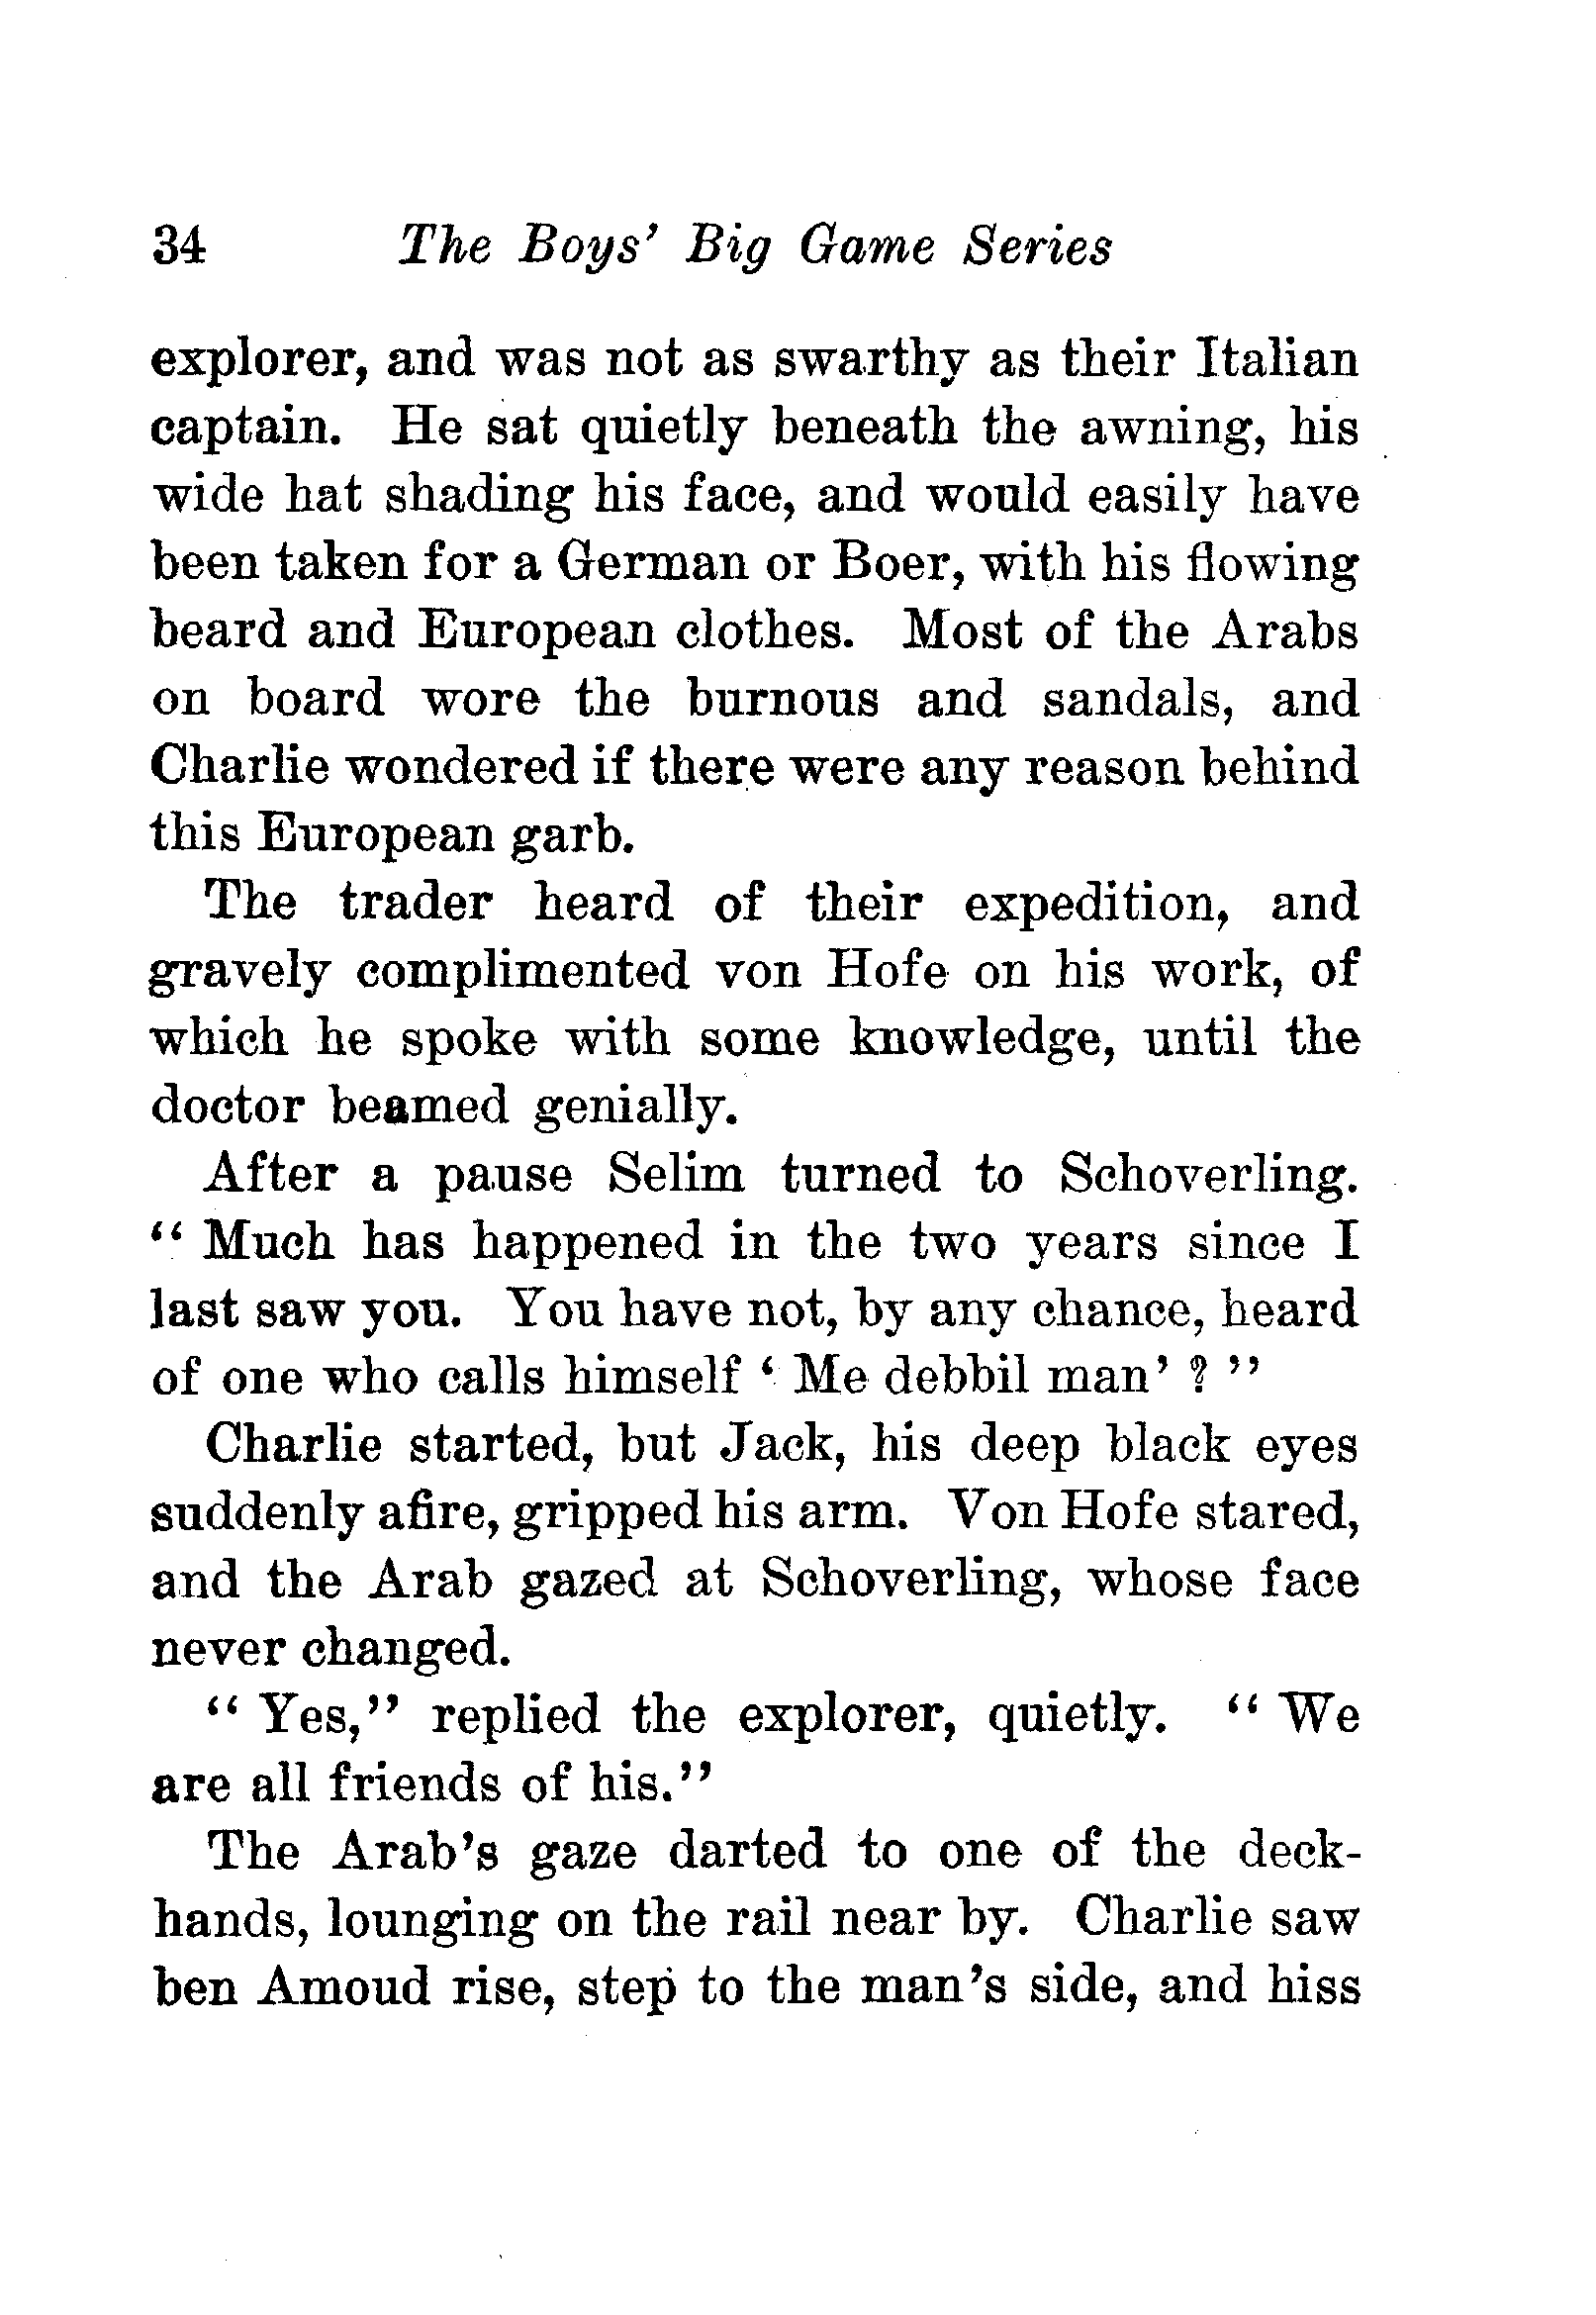 34 The Boys' Big Game Series
explorer, and was not as swarthy as their Italian
captain. He sat quietly beneath the awning, his
wide hat shading his face, and would easily have
been taken for a German or Boer, with his flowing
beard and European clothes. Most of the Arabs
on board wore the burnous and sandals, and
Charlie wondered if there were any reason behind
this European garb.
The trader heard of their expedition, and
gravely complimented von Hofe on his work, of
which he spoke with some knowledge, until the
doctor beamed genially.
After a pause Selim turned to Schoverling.
"Much has happened in the two years since I
last saw you. You have not, by any chance, heard
of one who calls himself 'Me debbil man'?"
Charlie started, but Jack, his deep black eyes
suddenly afire, gripped his arm. Von Hofe stared,
and the Arab gazed at Schoverling, whose face
never changed.
"Yes," replied the explorer, quietly. "We
are all friends of his."
The Arab's gaze darted to one of the deck-
hands, lounging on the rail near by. Charlie saw
ben Amoud rise, step to the man's side, and hiss